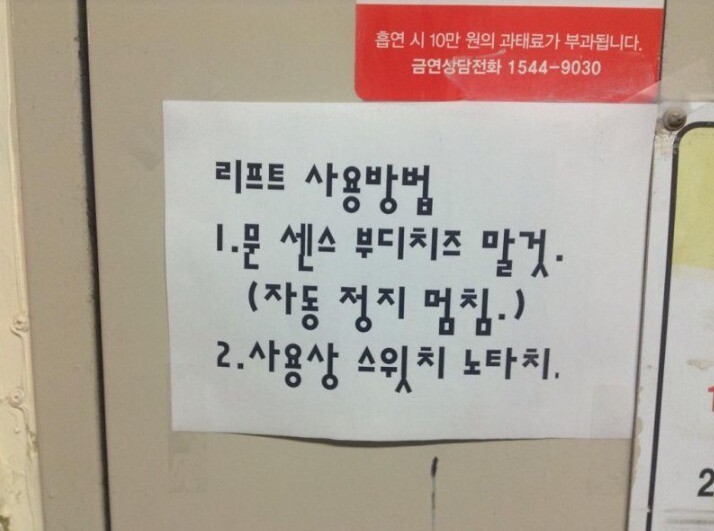 흡연 시 10만 원의 과태료가 부과됩니다.
금연상담전화 1544-9030
리프트 사용방법
1.문 센스 부디치즈 말것.
(자동 정지 멈침.)
2.사용상 스윗치 노타치.
2